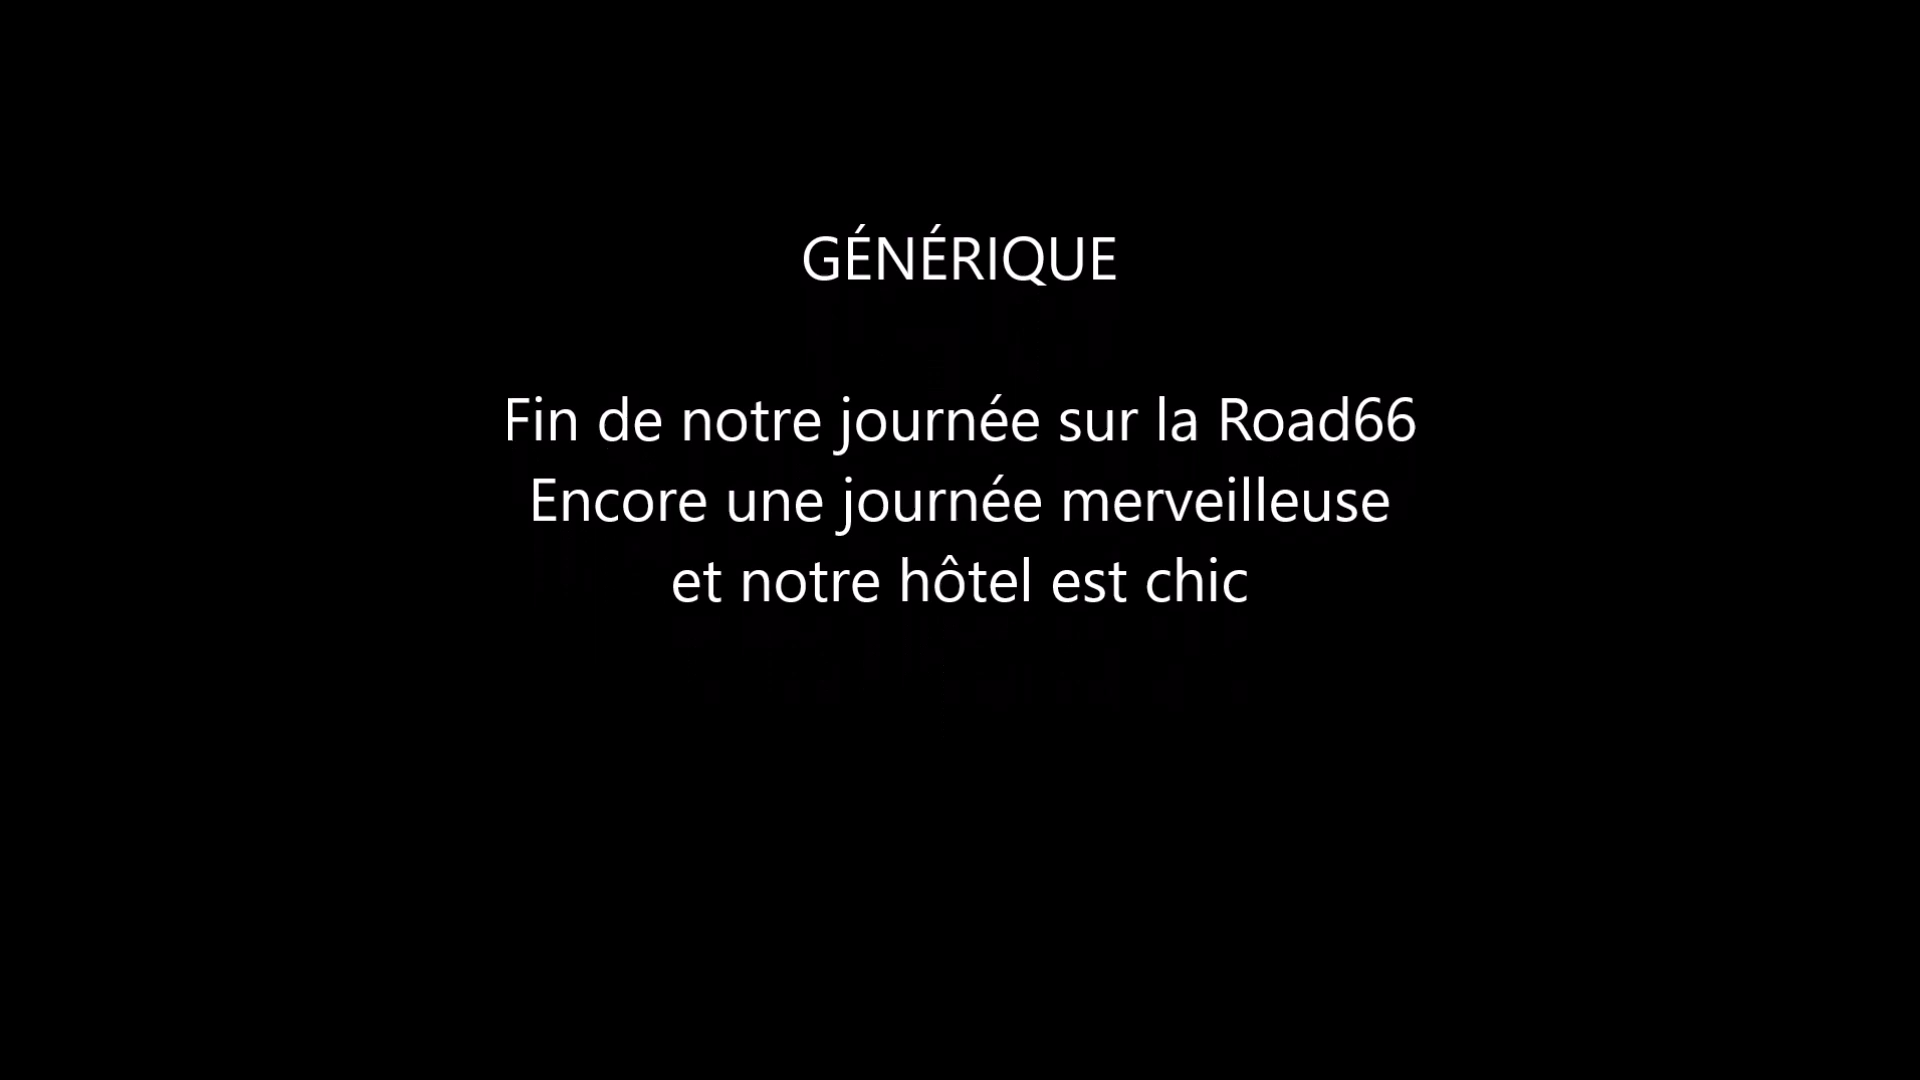 GÉNÉRIQUE
Fin de notre journée sur la Road66
Encore une journée merveilleuse
et notre hôtel est chic